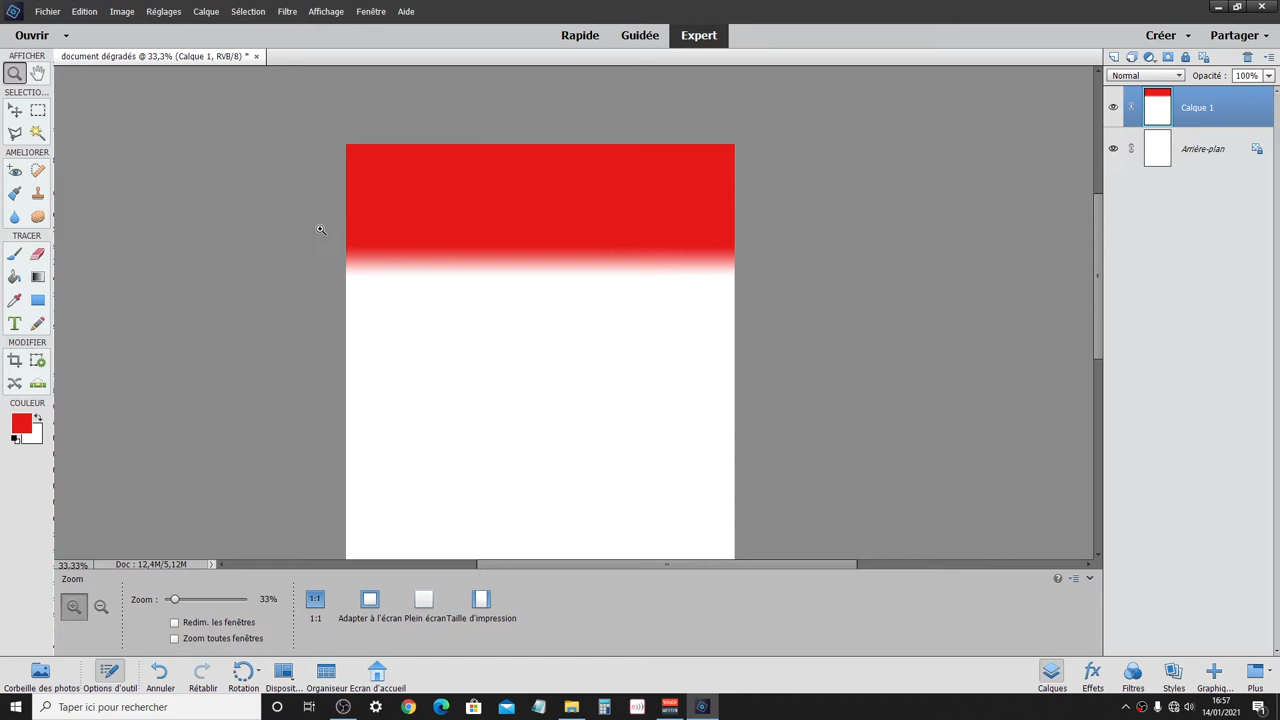 Fichier Edition Image Réglages Calque Sélection Filtre Affichage Fenêtre Aide
Ouvrir Rapide Guidée Expert Créer Partager
document dégradés @ 33,3% (Calque 1, RVB/8) * ×
AFFICHER
SELECTIO...
AMELIORER
TRACER
MODIFIER
COULEUR
Normal Opacité : 100%
Calque 1
Arrière-plan
33,33% Doc : 12,4M/5,12M
Zoom
Zoom : 33%
Redim. les fenêtres
Zoom toutes fenêtres
1:1
1:1 Adapter à l'écran Plein écran Taille d'impression
Corbeille des photos Options d'outil Annuler Rétablir Rotation Disposit... Organiseur Ecran d'accueil Calques Effets Filtres Styles Graphiq... Plus
Taper ici pour rechercher
16:57
14/01/2021